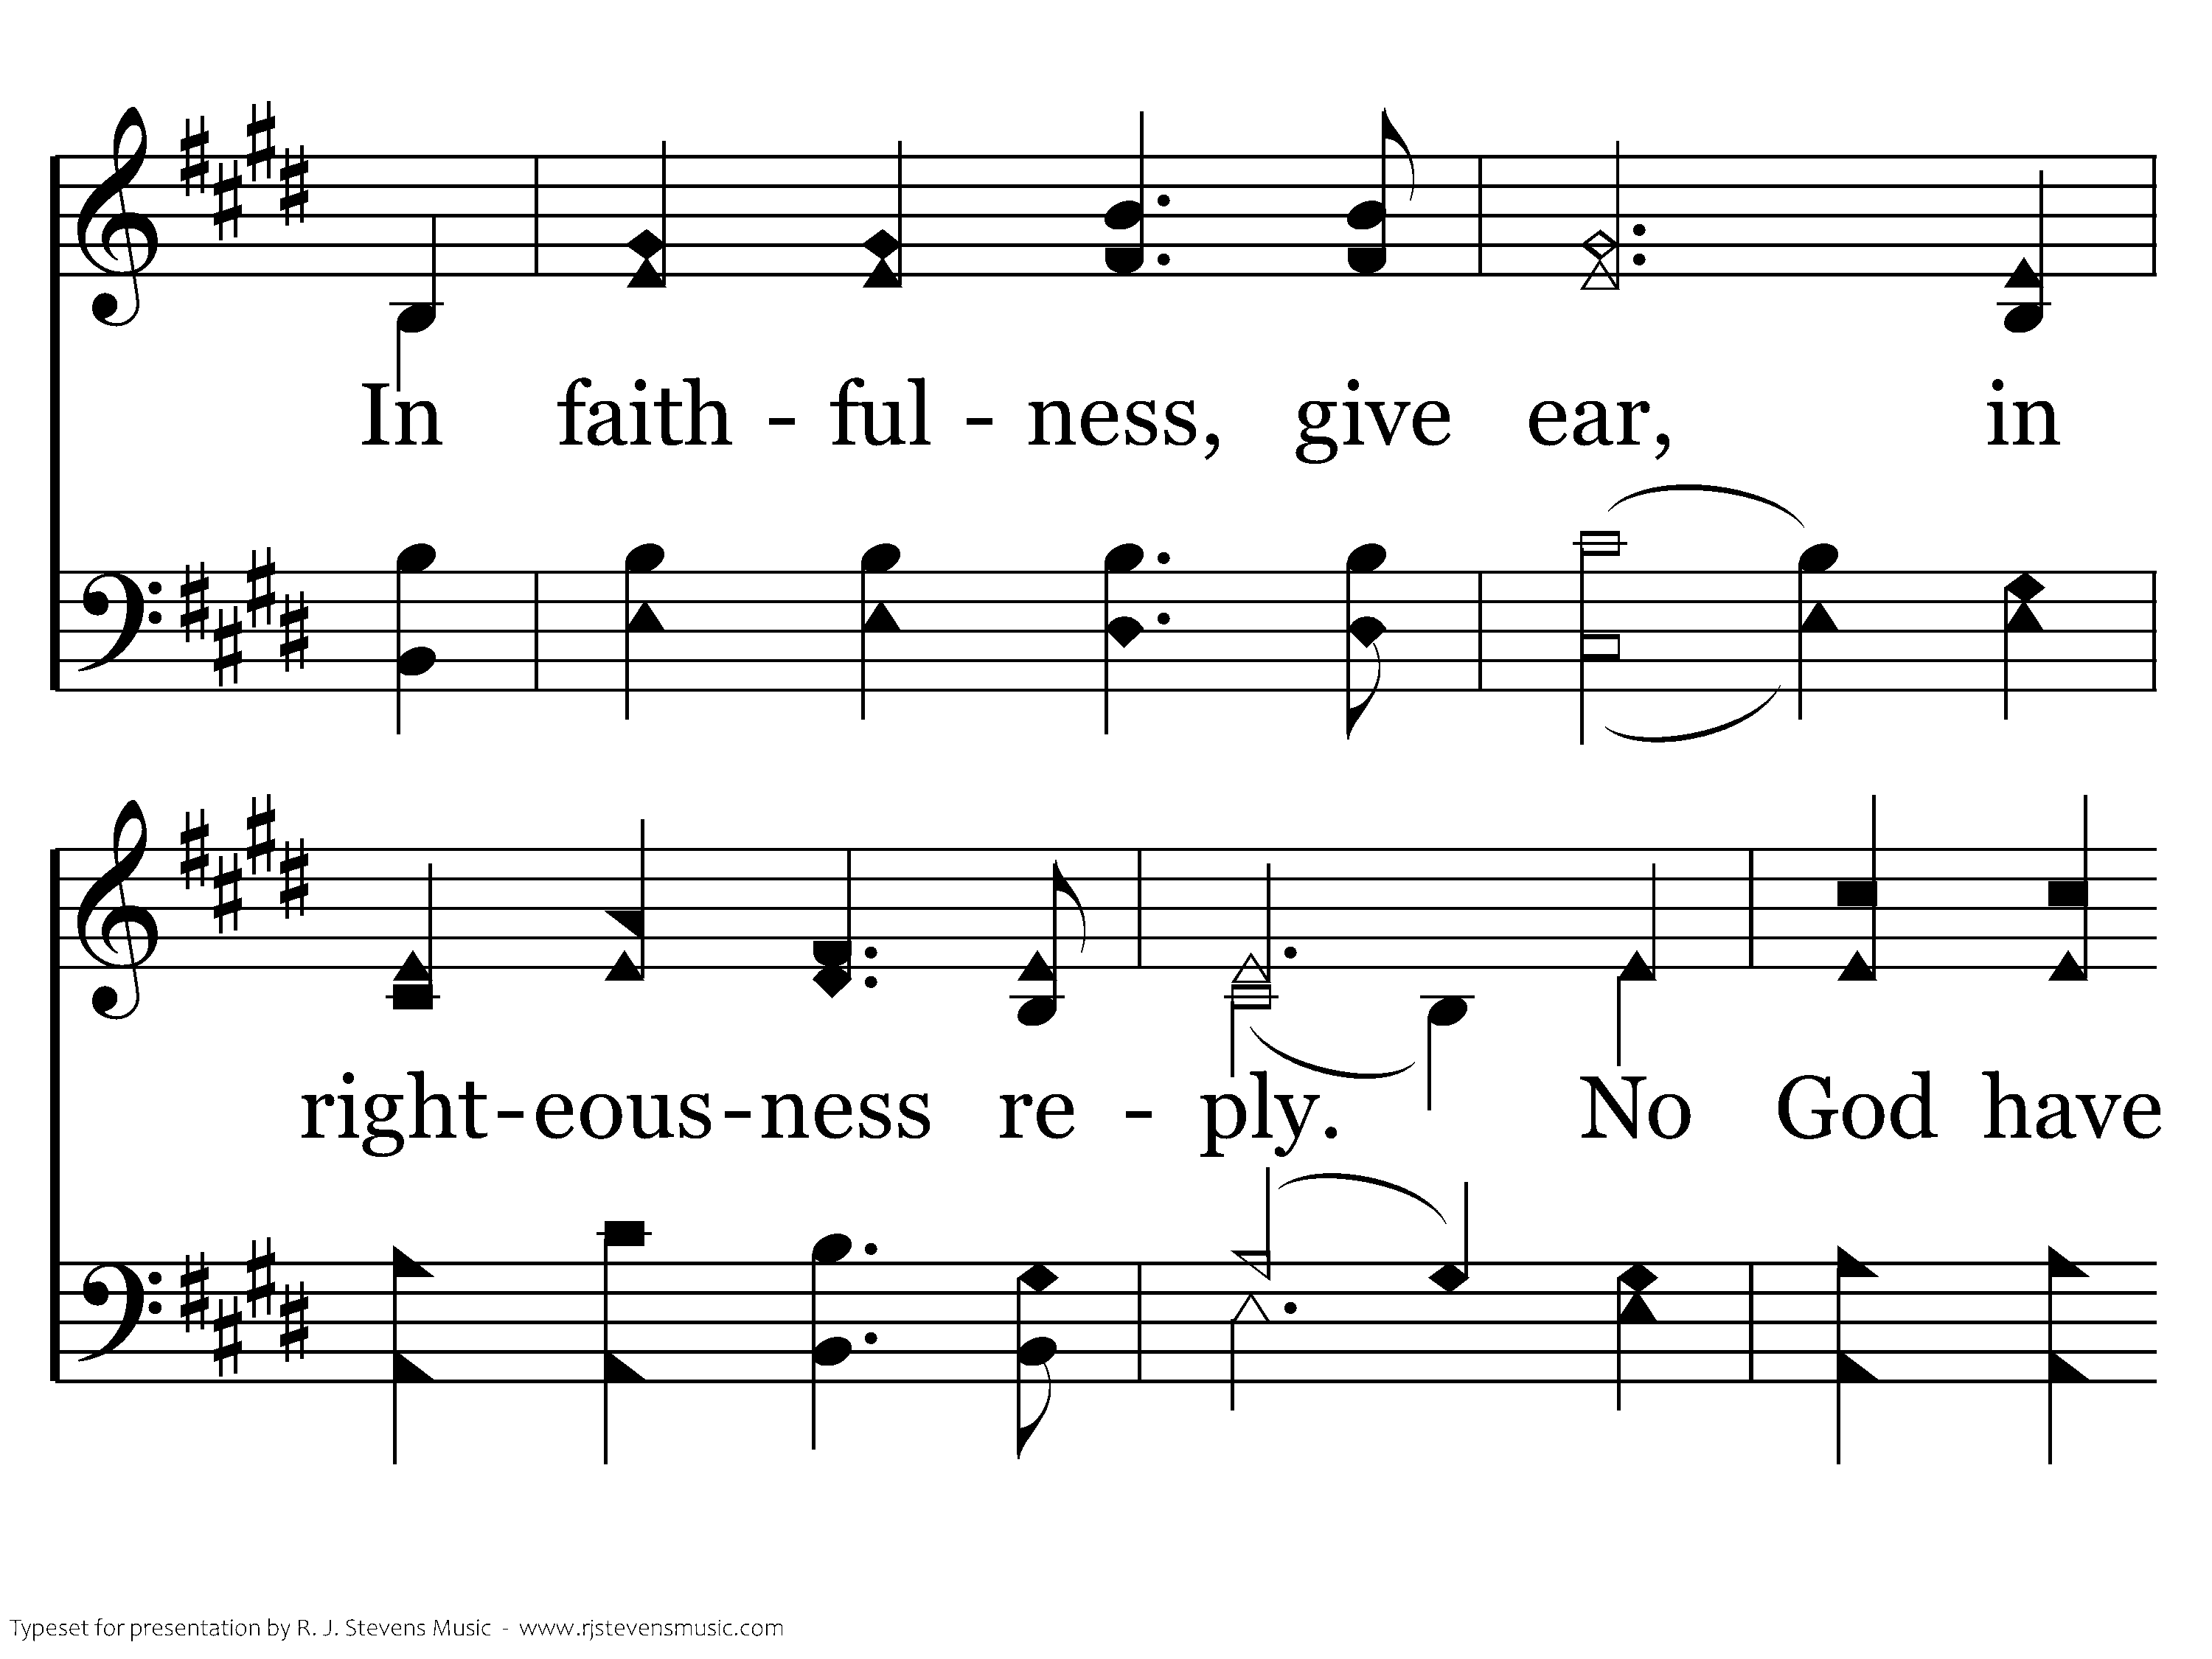 In faith - ful - ness, give ear, in
right-eous-ness re - ply. No God have
Typeset for presentation by R. J. Stevens Music - www.rjstevensmusic.com